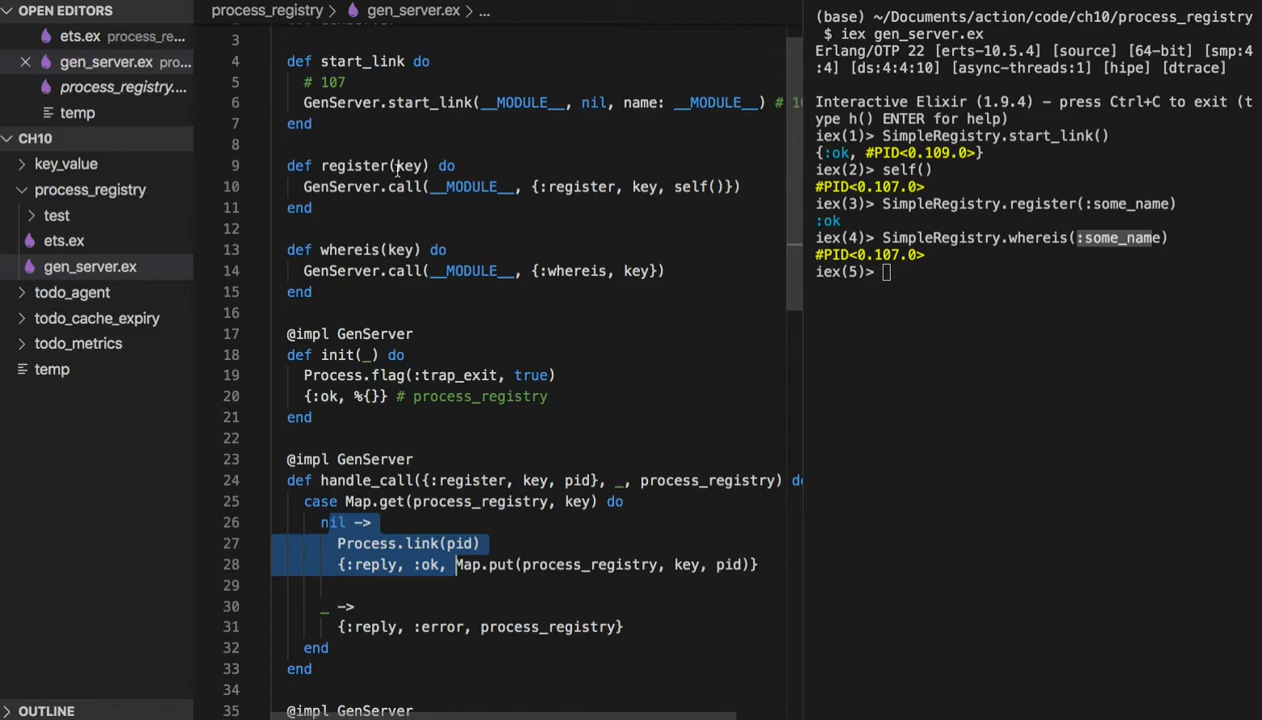 OPEN EDITORS
ets.ex process_re...
gen_server.ex pro...
process_registry....
temp
CH10
key_value
process_registry
test
ets.ex
gen_server.ex
todo_agent
todo_cache_expiry
todo_metrics
temp
OUTLINE
process_registry > gen_server.ex > ...
3
4 def start_link do
5 # 107
6 GenServer.start_link(__MODULE__, nil, name: __MODULE__) # 1
7 end
8
9 def register(key) do
10 GenServer.call(__MODULE__, {:register, key, self()})
11 end
12
13 def whereis(key) do
14 GenServer.call(__MODULE__, {:whereis, key})
15 end
16
17 @impl GenServer
18 def init(_) do
19 Process.flag(:trap_exit, true)
20 {:ok, %{}} # process_registry
21 end
22
23 @impl GenServer
24 def handle_call({:register, key, pid}, _, process_registry) do
25 case Map.get(process_registry, key) do
26 nil ->
27 Process.link(pid)
28 {:reply, :ok, Map.put(process_registry, key, pid)}
29
30 _ ->
31 {:reply, :error, process_registry}
32 end
33 end
34
35 @impl GenServer
(base) ~/Documents/action/code/ch10/process_registry
$ iex gen_server.ex
Erlang/OTP 22 [erts-10.5.4] [source] [64-bit] [smp:4
:4] [ds:4:4:10] [async-threads:1] [hipe] [dtrace]
Interactive Elixir (1.9.4) - press Ctrl+C to exit (t
ype h() ENTER for help)
iex(1)> SimpleRegistry.start_link()
{:ok, #PID<0.109.0>}
iex(2)> self()
#PID<0.107.0>
iex(3)> SimpleRegistry.register(:some_name)
:ok
iex(4)> SimpleRegistry.whereis(:some_name)
#PID<0.107.0>
iex(5)>